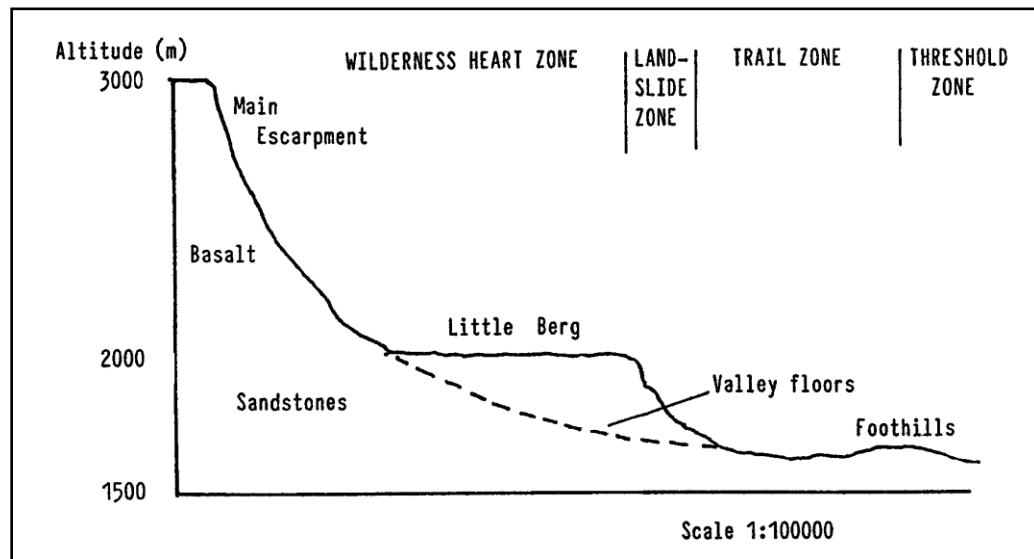 Altitude (m)
3000
WILDERNESS HEART ZONE
LAND-
SLIDE
ZONE
TRAIL ZONE
THRESHOLD
ZONE
Main
Escarpment
Basalt
Little Berg
2000
Valley floors
Sandstones
Foothills
1500
Scale 1:100000